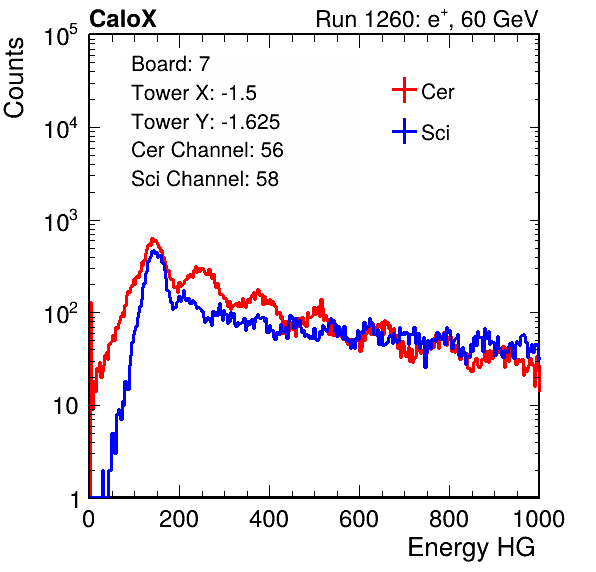 CaloX Run 1260: e⁺, 60 GeV
Counts
Board: 7
Tower X: -1.5
Tower Y: -1.625
Cer Channel: 56
Sci Channel: 58
Cer
Sci
10⁵
10⁴
10³
10²
10
1
0 200 400 600 800 1000
Energy HG